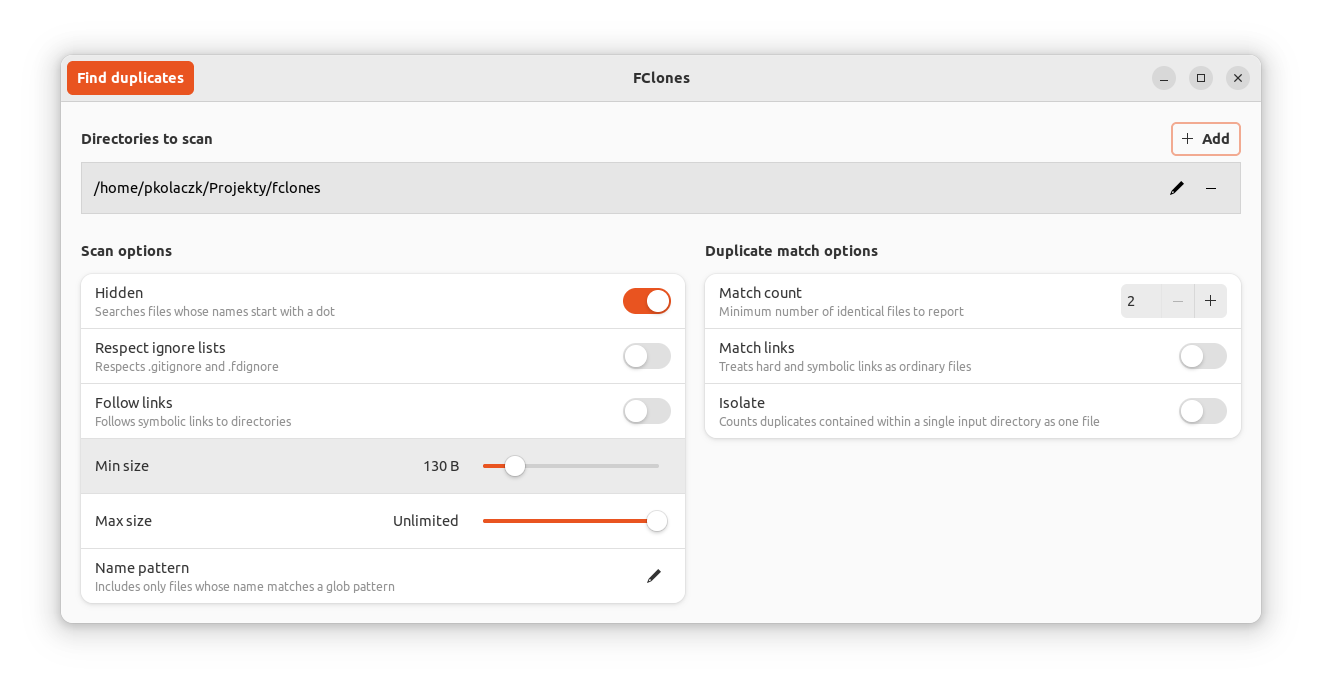 Find duplicates
FClones
Directories to scan
+ Add
/home/pkolaczk/Projekty/fclones
Scan options
Duplicate match options
Hidden
Searches files whose names start with a dot
Respect ignore lists
Respects .gitignore and .fdignore
Follow links
Follows symbolic links to directories
Min size
130 B
Max size
Unlimited
Name pattern
Includes only files whose name matches a glob pattern
Match count
Minimum number of identical files to report
2
Match links
Treats hard and symbolic links as ordinary files
Isolate
Counts duplicates contained within a single input directory as one file